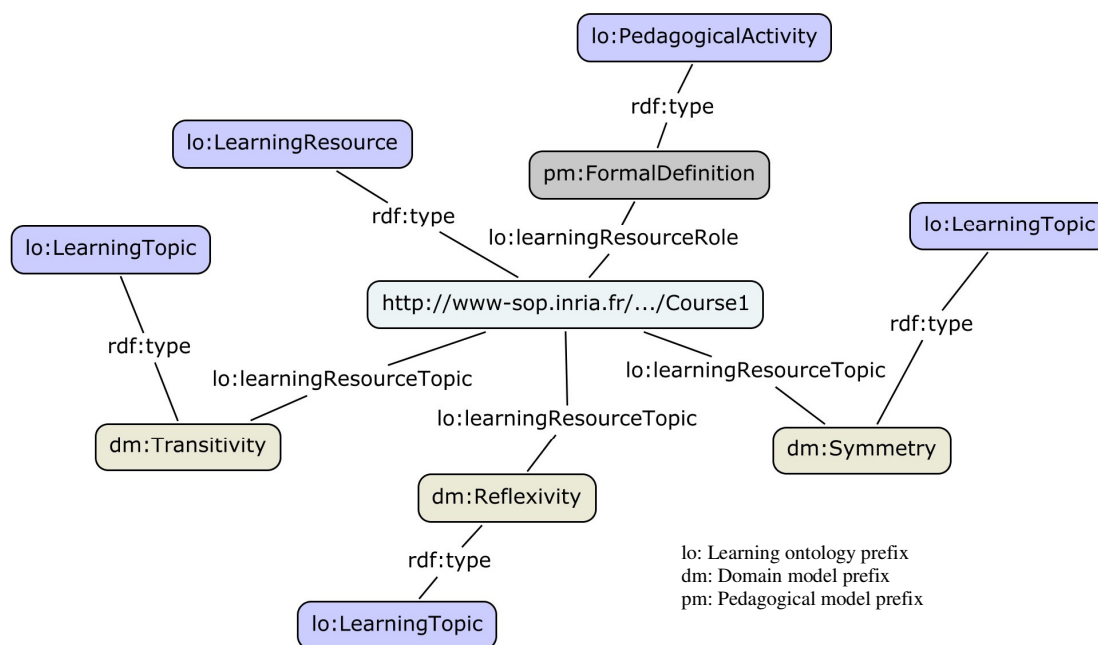 lo:PedagogicalActivity
rdf:type
lo:LearningResource
pm:FormalDefinition
rdf:type
lo:LearningTopic
lo:learningResourceRole
lo:LearningTopic
http://www-sop.inria.fr/.../Course1
rdf:type
rdf:type
lo:learningResourceTopic
lo:learningResourceTopic
lo:learningResourceTopic
dm:Transitivity
dm:Symmetry
dm:Reflexivity
rdf:type
lo:LearningTopic
lo: Learning ontology prefix
dm: Domain model prefix
pm: Pedagogical model prefix